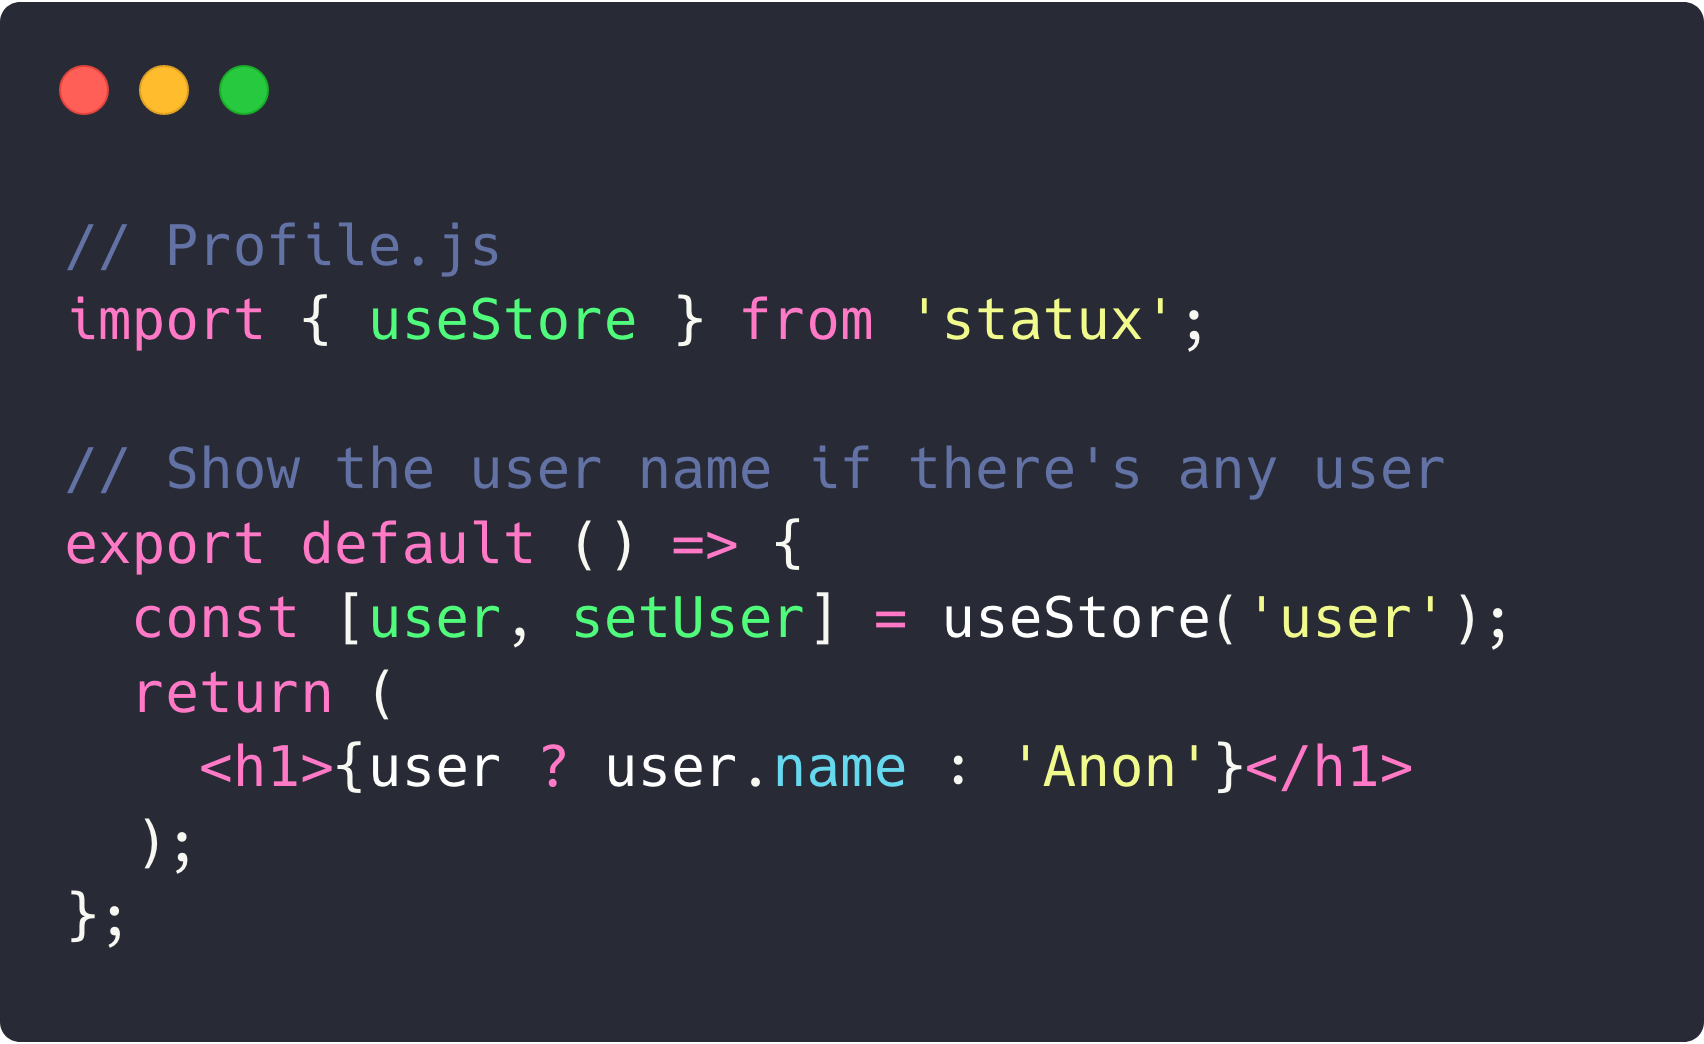 // Profile.js
import { useStore } from 'statux';

// Show the user name if there's any user
export default () => {
  const [user, setUser] = useStore('user');
  return (
    <h1>{user ? user.name : 'Anon'}</h1>
  );
};